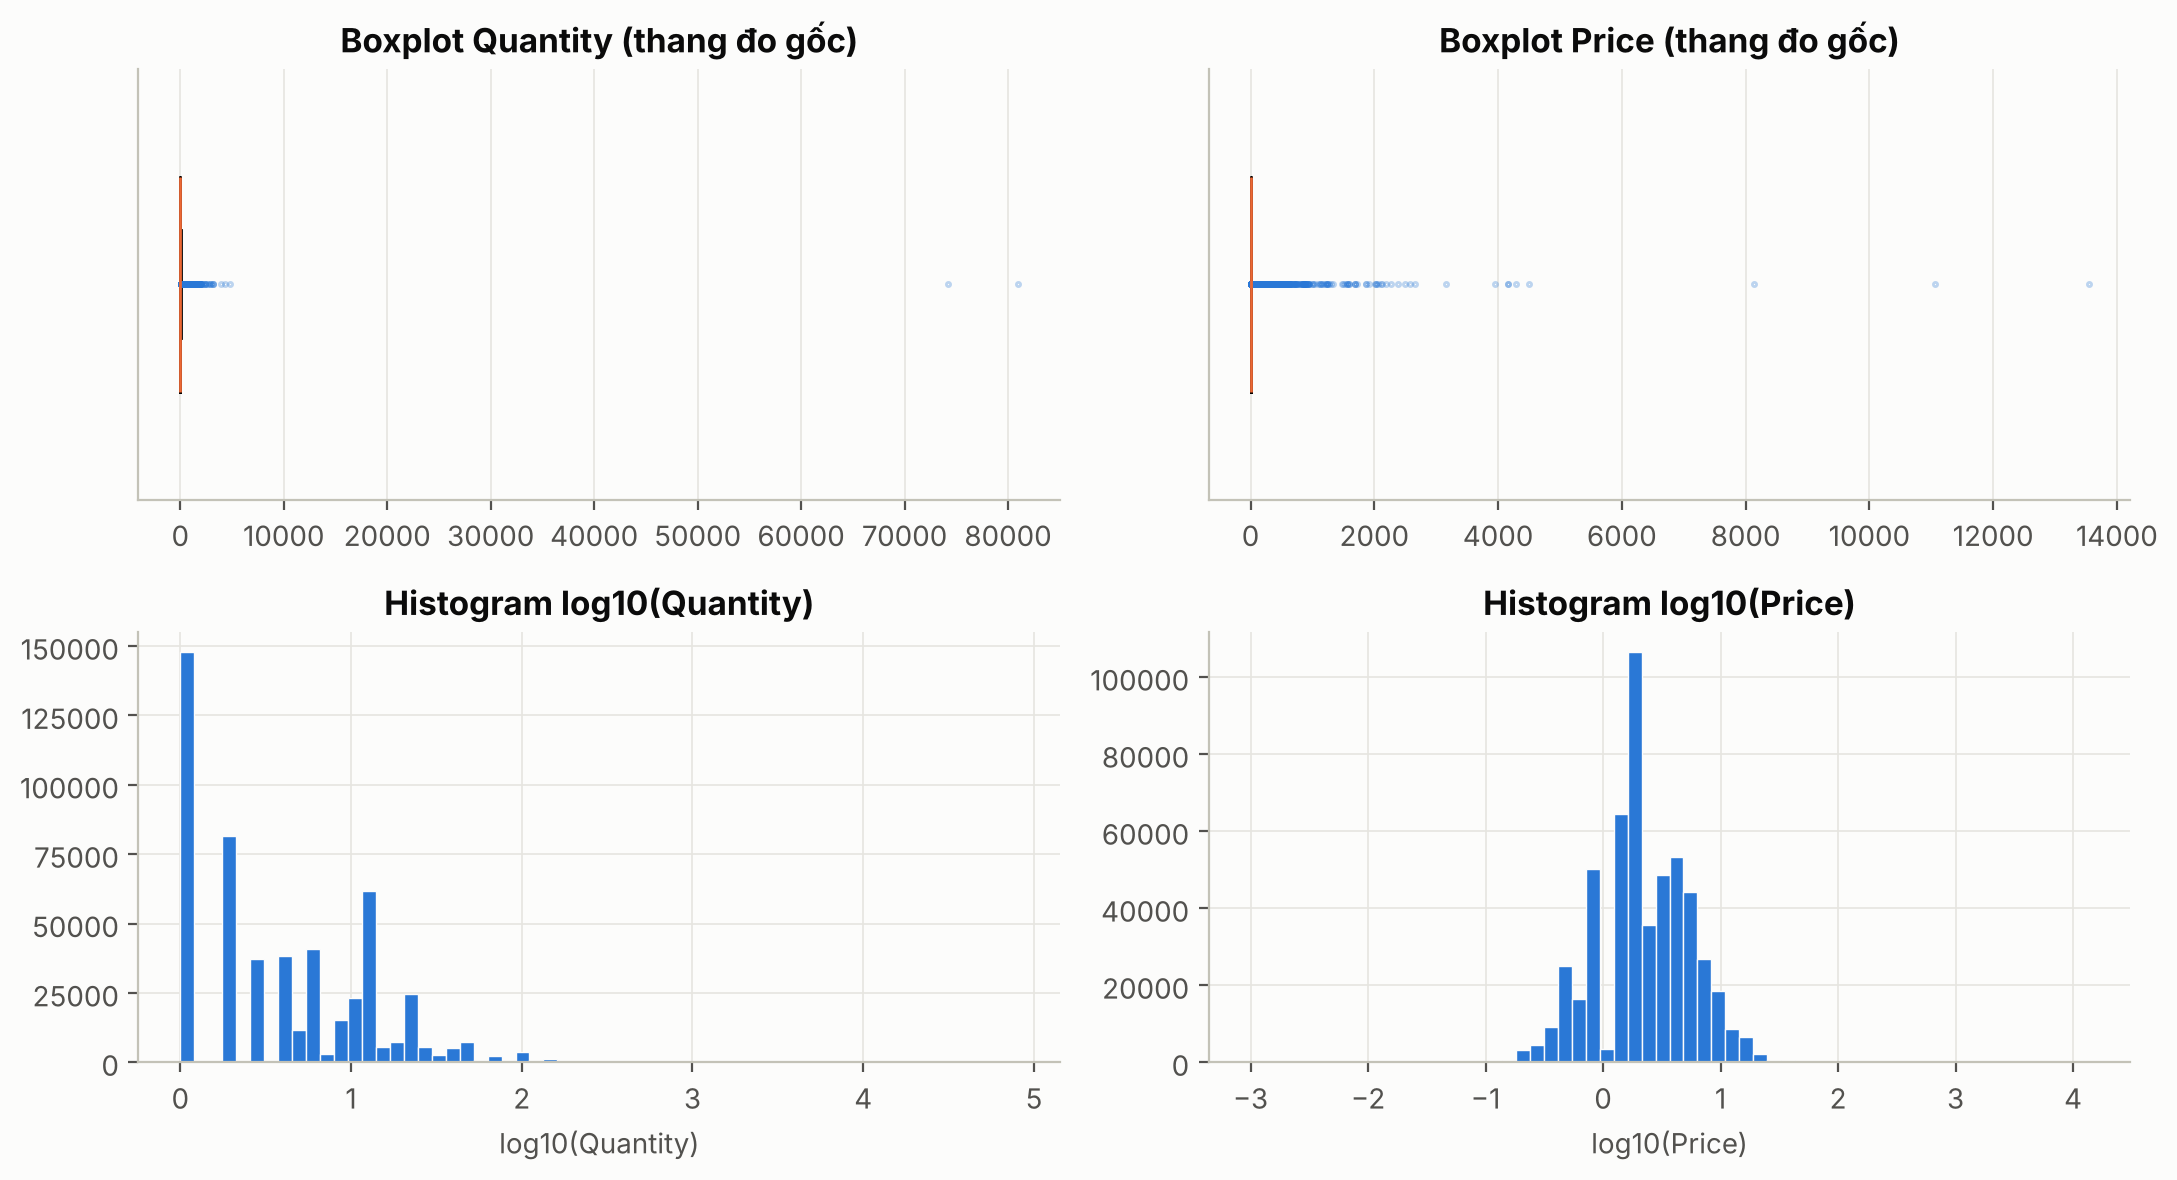 Boxplot Quantity (thang đo gốc)
0 10000 20000 30000 40000 50000 60000 70000 80000
Boxplot Price (thang đo gốc)
0 2000 4000 6000 8000 10000 12000 14000
Histogram log10(Quantity)
150000
125000
100000
75000
50000
25000
0
0 1 2 3 4 5
log10(Quantity)
Histogram log10(Price)
100000
80000
60000
40000
20000
0
−3 −2 −1 0 1 2 3 4
log10(Price)